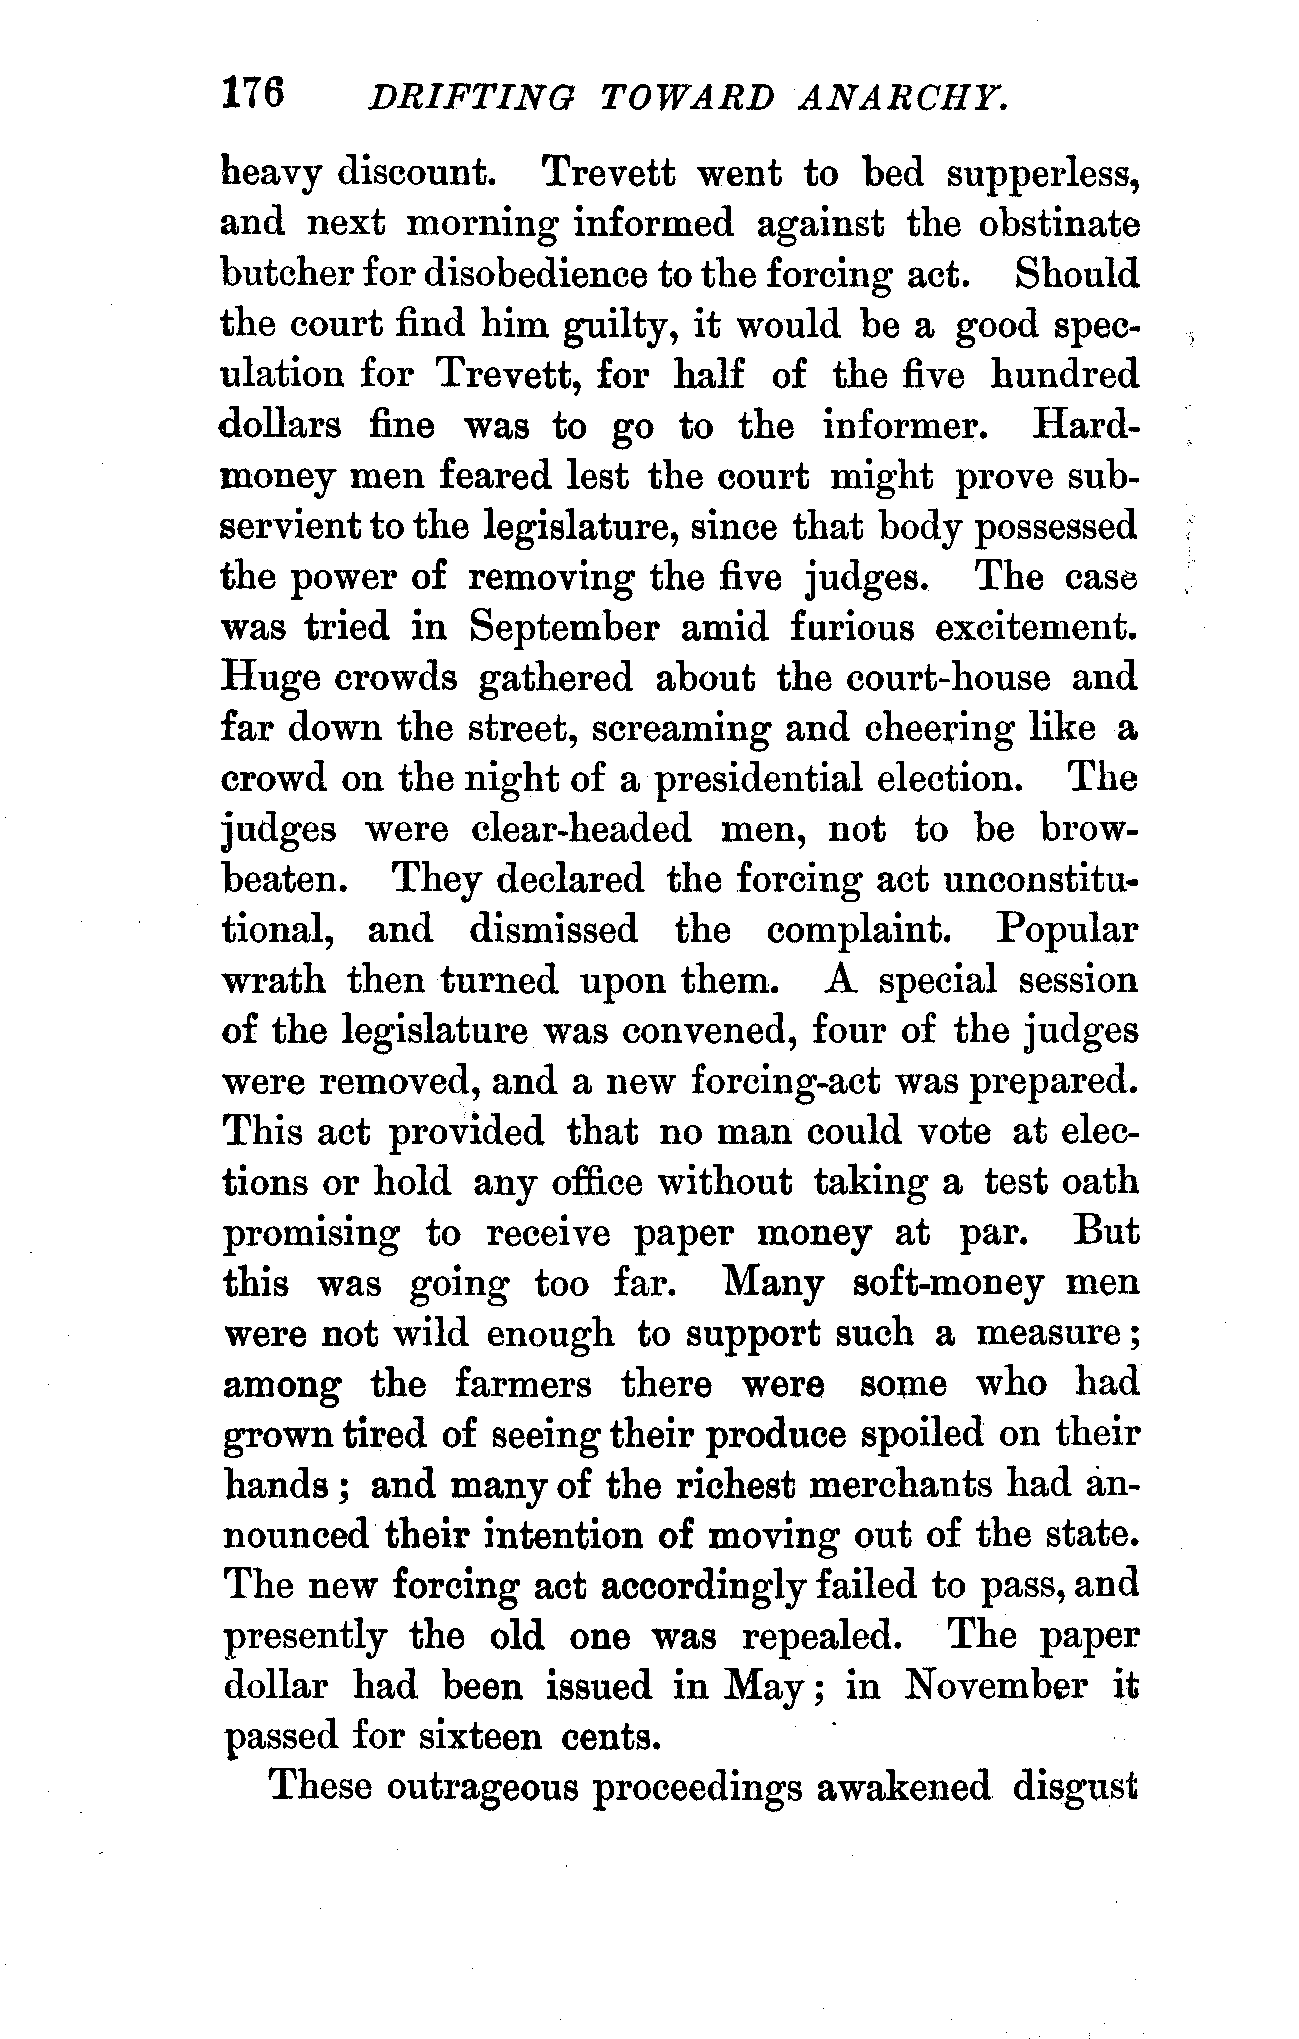 176 DRIFTING TOWARD ANARCHY.
heavy discount. Trevett went to bed supperless,
and next morning informed against the obstinate
butcher for disobedience to the forcing act. Should
the court find him guilty, it would be a good spec-
ulation for Trevett, for half of the five hundred
dollars fine was to go to the informer. Hard-
money men feared lest the court might prove sub-
servient to the legislature, since that body possessed
the power of removing the five judges. The case
was tried in September amid furious excitement.
Huge crowds gathered about the court-house and
far down the street, screaming and cheering like a
crowd on the night of a presidential election. The
judges were clear-headed men, not to be brow-
beaten. They declared the forcing act unconstitu-
tional, and dismissed the complaint. Popular
wrath then turned upon them. A special session
of the legislature was convened, four of the judges
were removed, and a new forcing-act was prepared.
This act provided that no man could vote at elec-
tions or hold any office without taking a test oath
promising to receive paper money at par. But
this was going too far. Many soft-money men
were not wild enough to support such a measure;
among the farmers there were some who had
grown tired of seeing their produce spoiled on their
hands; and many of the richest merchants had an-
nounced their intention of moving out of the state.
The new forcing act accordingly failed to pass, and
presently the old one was repealed. The paper
dollar had been issued in May; in November it
passed for sixteen cents.
These outrageous proceedings awakened disgust